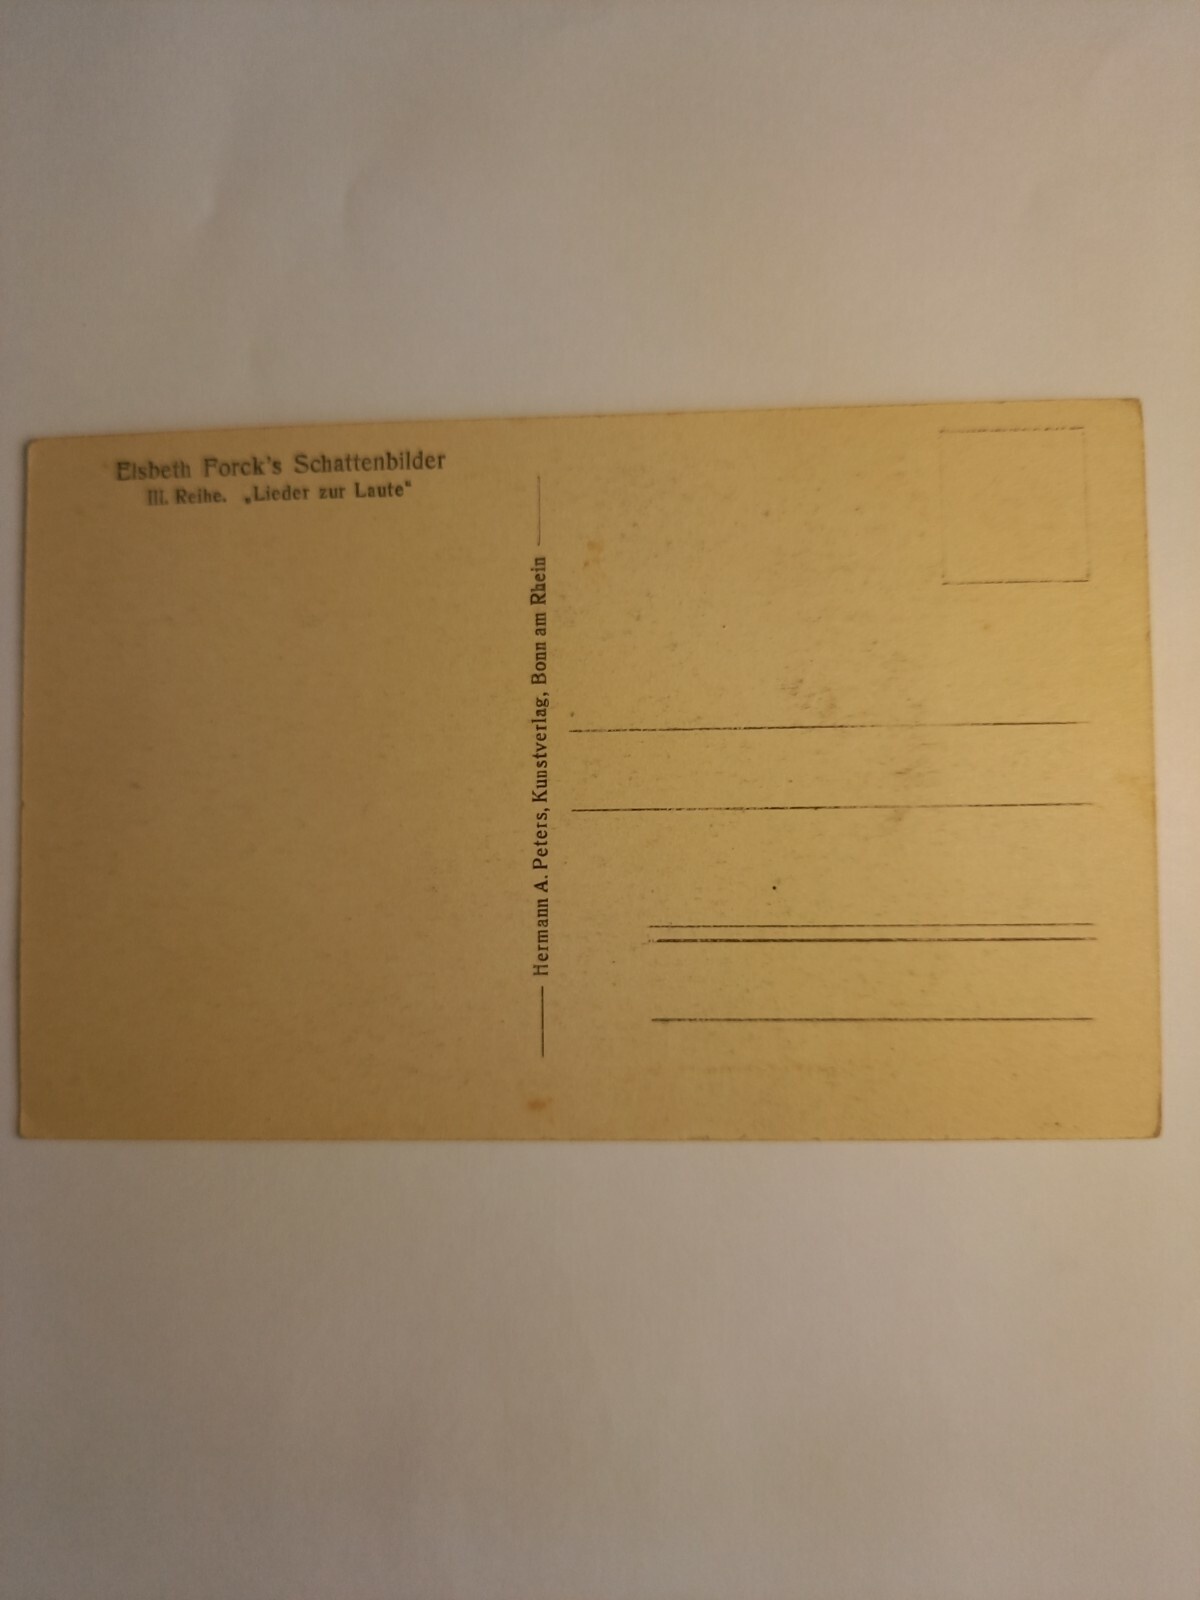 Elsbeth Forck's Schattenbilder
III. Reihe. „Lieder zur Laute"
Hermann A. Peters, Kunstverlag, Bonn am Rhein